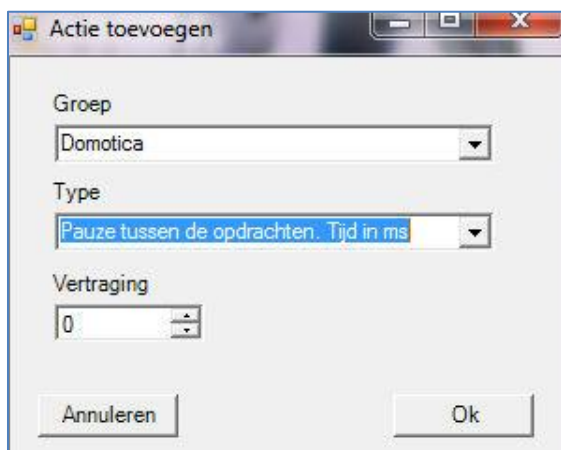 Actie toevoegen
Groep
Domotica
Type
Pauze tussen de opdrachten. Tijd in ms
Vertraging
0
Annuleren Ok